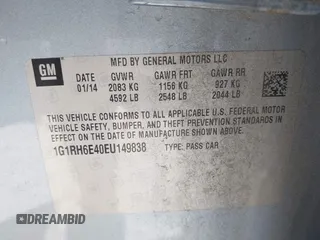 GM
MFD BY GENERAL MOTORS LLC
DATE GVWR GAWR FRT GAWR RR
01/14 2083 KG 1156 KG 927 KG
4592 LB 2548 LB 2044 LB
THIS VEHICLE CONFORMS TO ALL APPLICABLE U.S. FEDERAL MOTOR
VEHICLE SAFETY, BUMPER, AND THEFT PREVENTION STANDARDS IN
EFFECT ON THE DATE OF MANUFACTURE SHOWN ABOVE.
1G1RH6E40EU149838 TYPE: PASS CAR
DREAMBID